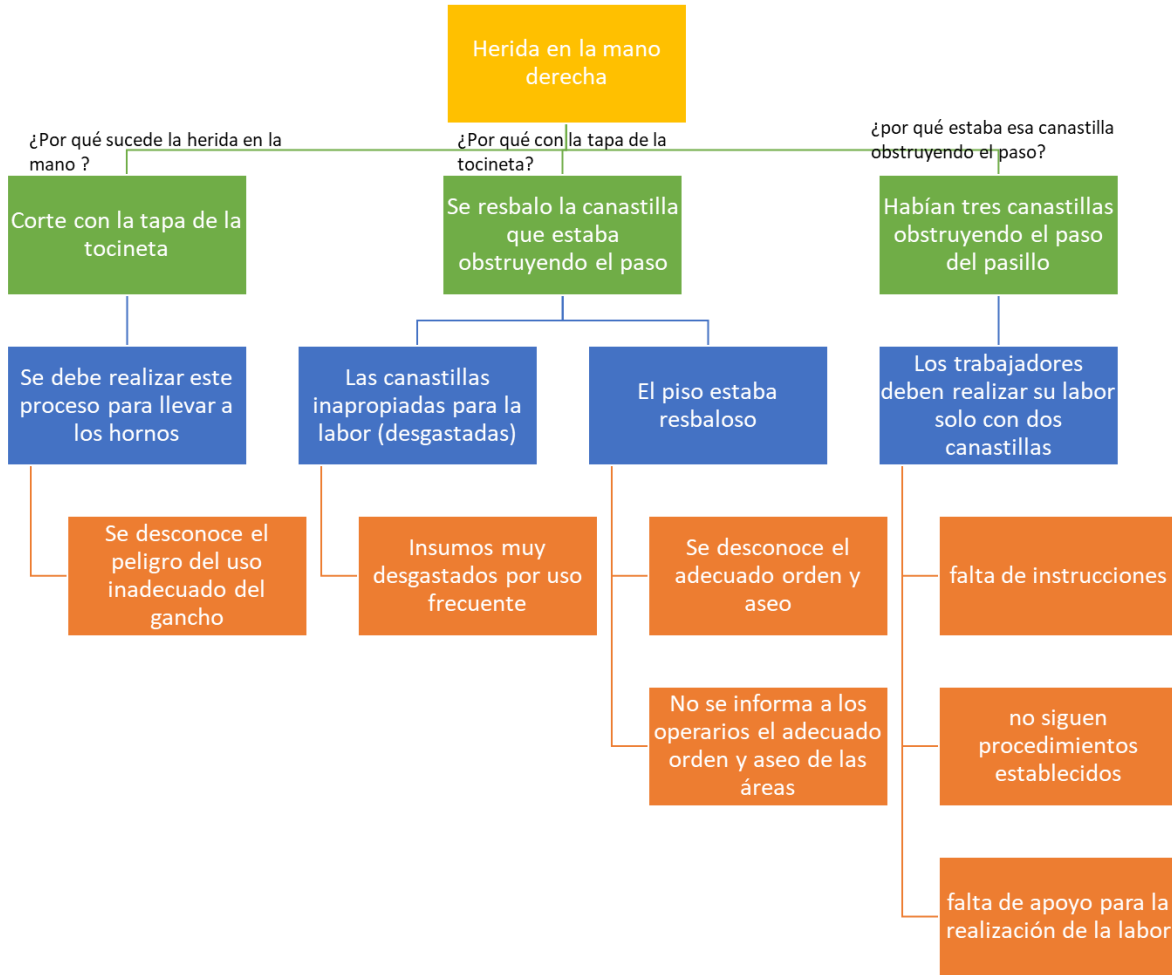 Herida en la mano
derecha
¿Por qué sucede la herida en la
mano ?
¿Por qué con la tapa de la
tocineta?
¿por qué estaba esa canastilla
obstruyendo el paso?
Corte con la tapa de la
tocineta
Se resbalo la canastilla
que estaba
obstruyendo el paso
Habían tres canastillas
obstruyendo el paso
del pasillo
Se debe realizar este
proceso para llevar a
los hornos
Las canastillas
inapropiadas para la
labor (desgastadas)
El piso estaba
resbaloso
Los trabajadores
deben realizar su labor
solo con dos
canastillas
Se desconoce el
peligro del uso
inadecuado del
gancho
Insumos muy
desgastados por uso
frecuente
Se desconoce el
adecuado orden y
aseo
falta de instrucciones
No se informa a los
operarios el adecuado
orden y aseo de las
áreas
no siguen
procedimientos
establecidos
falta de apoyo para la
realización de la labor